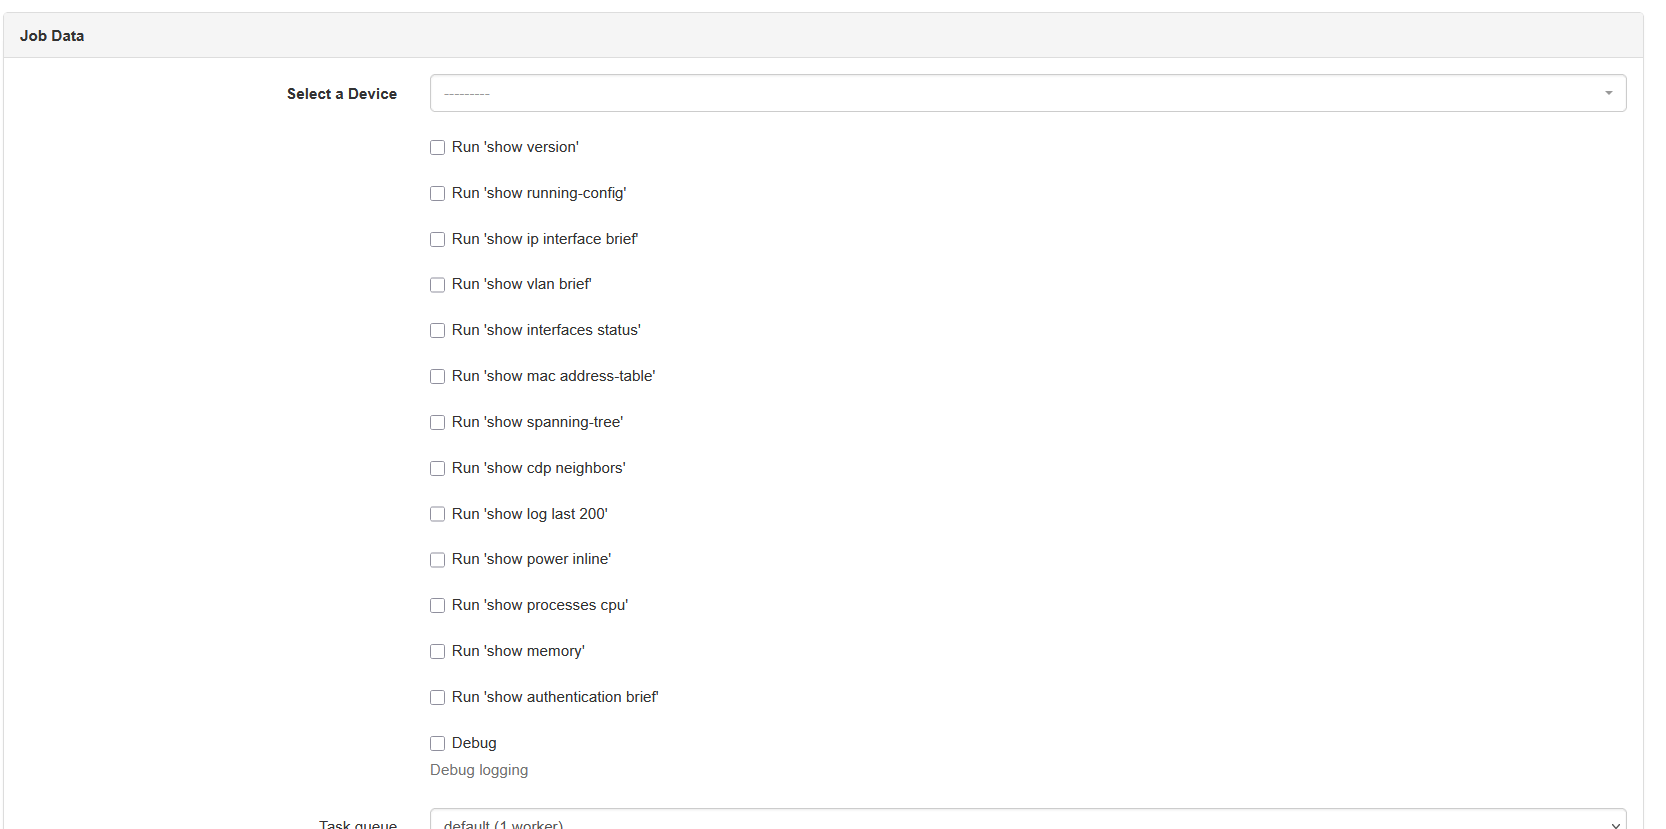 Job Data
Select a Device
---------
Run 'show version'
Run 'show running-config'
Run 'show ip interface brief'
Run 'show vlan brief'
Run 'show interfaces status'
Run 'show mac address-table'
Run 'show spanning-tree'
Run 'show cdp neighbors'
Run 'show log last 200'
Run 'show power inline'
Run 'show processes cpu'
Run 'show memory'
Run 'show authentication brief'
Debug
Debug logging
Task queue
default (1 worker)